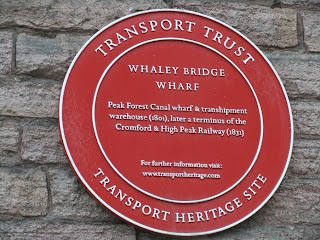 TRANSPORT TRUST
WHALEY BRIDGE
WHARF
Peak Forest Canal wharf & transhipment
warehouse (1801), later a terminus of the
Cromford & High Peak Railway (1831)
For further information visit:
www.transportheritage.com
TRANSPORT HERITAGE SITE